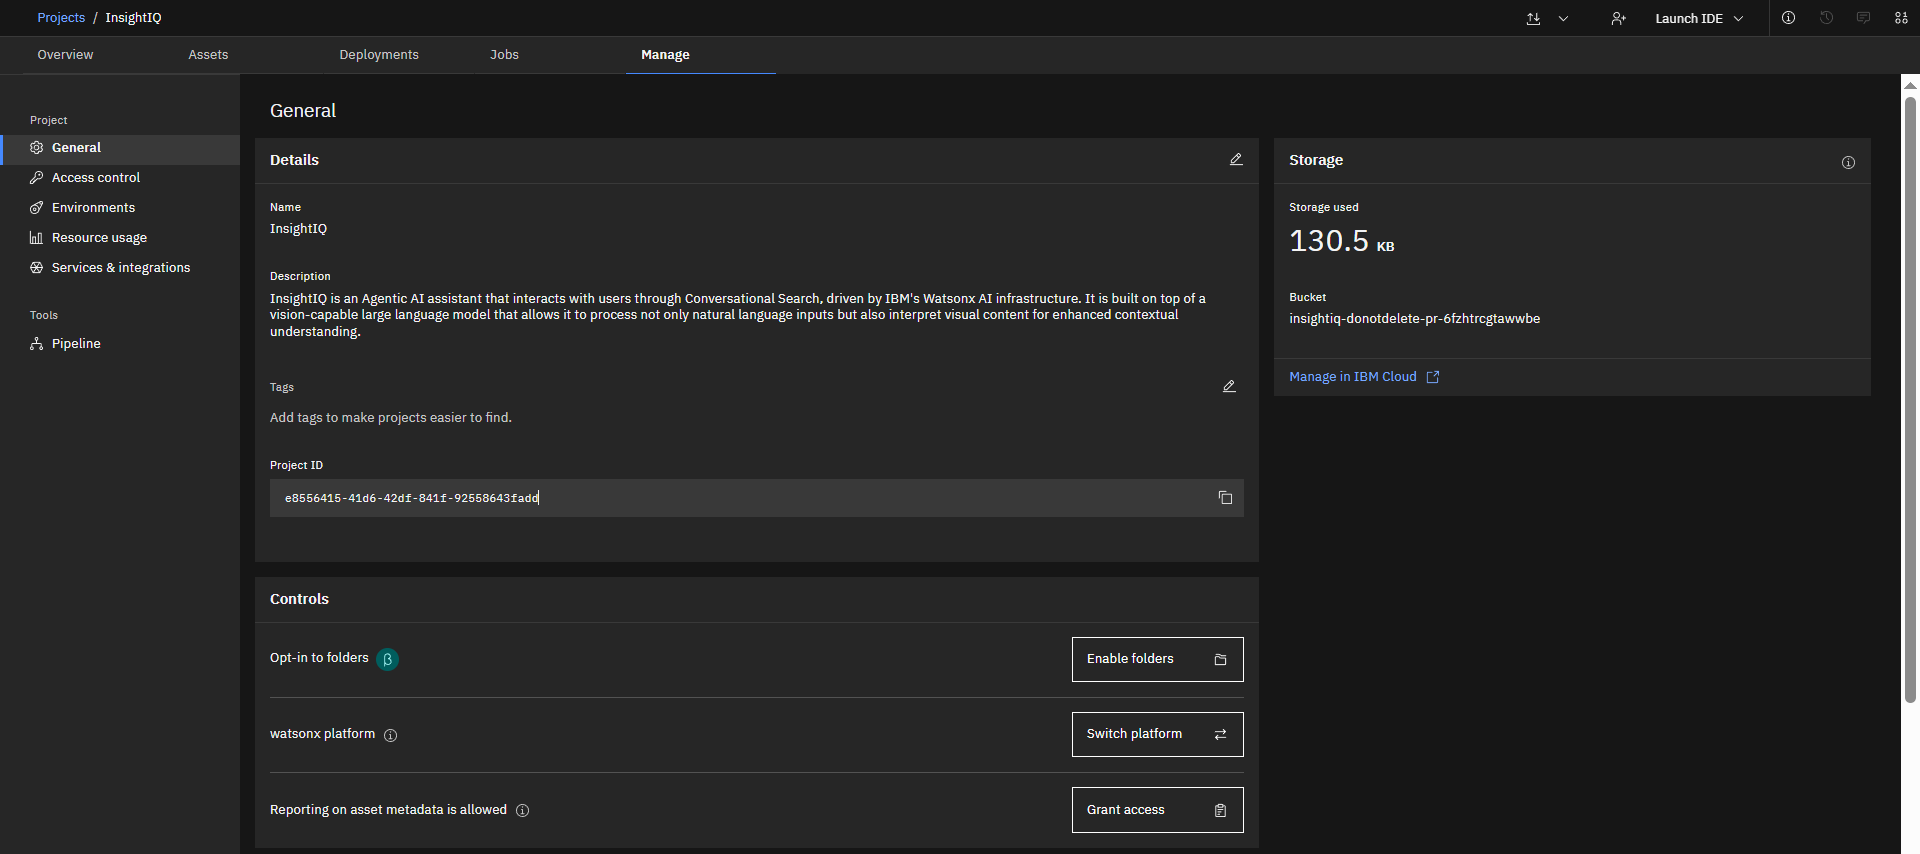 Projects / InsightIQ
Launch IDE
Overview
Assets
Deployments
Jobs
Manage
Project
General
Access control
Environments
Resource usage
Services & integrations
Tools
Pipeline
General
Details
Name
InsightIQ
Description
InsightIQ is an Agentic AI assistant that interacts with users through Conversational Search, driven by IBM's Watsonx AI infrastructure. It is built on top of a
vision-capable large language model that allows it to process not only natural language inputs but also interpret visual content for enhanced contextual
understanding.
Tags
Add tags to make projects easier to find.
Project ID
e8556415-41d6-42df-841f-92558643fadd
Controls
Opt-in to folders β
Enable folders
watsonx platform
Switch platform
Reporting on asset metadata is allowed
Grant access
Storage
Storage used
130.5 KB
Bucket
insightiq-donotdelete-pr-6fzhtrcgtawwbe
Manage in IBM Cloud